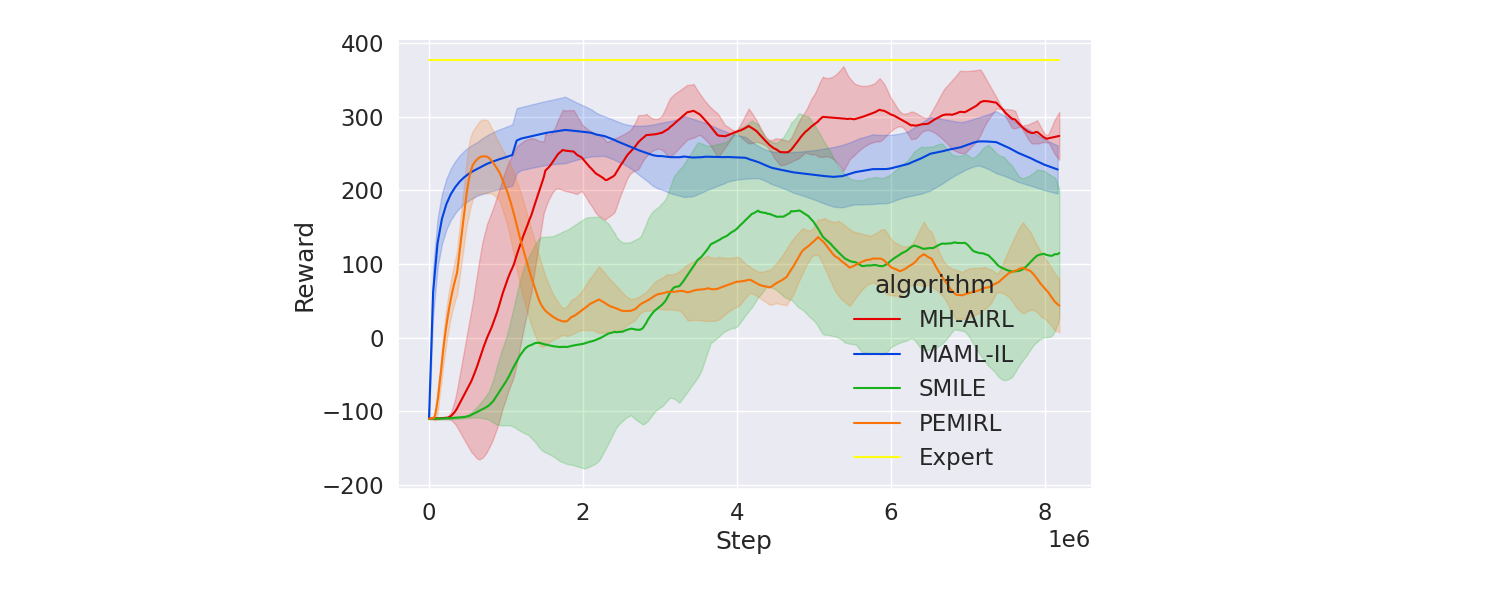 400
300
200
100
0
−100
−200
Reward
0 2 4 6 8
1e6
Step
algorithm
MH-AIRL
MAML-IL
SMILE
PEMIRL
Expert